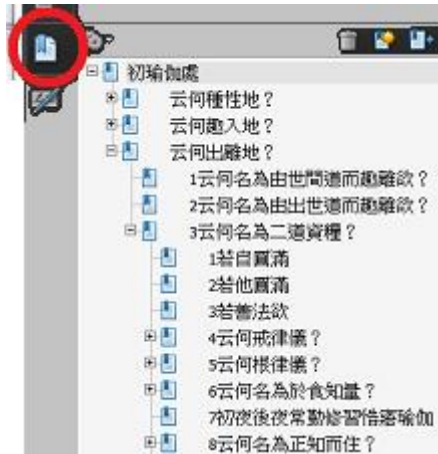 初瑜伽處
云何種性地？
云何趣入地？
云何出離地？
1云何名為由世間道而趣離欲？
2云何名為由出世道而趣離欲？
3云何名為二道資糧？
1若自圓滿
2若他圓滿
3若善法欲
4云何戒律儀？
5云何根律儀？
6云何名為於食知量？
7初夜後夜常勤修習悎寤瑜伽
8云何名為正知而住？